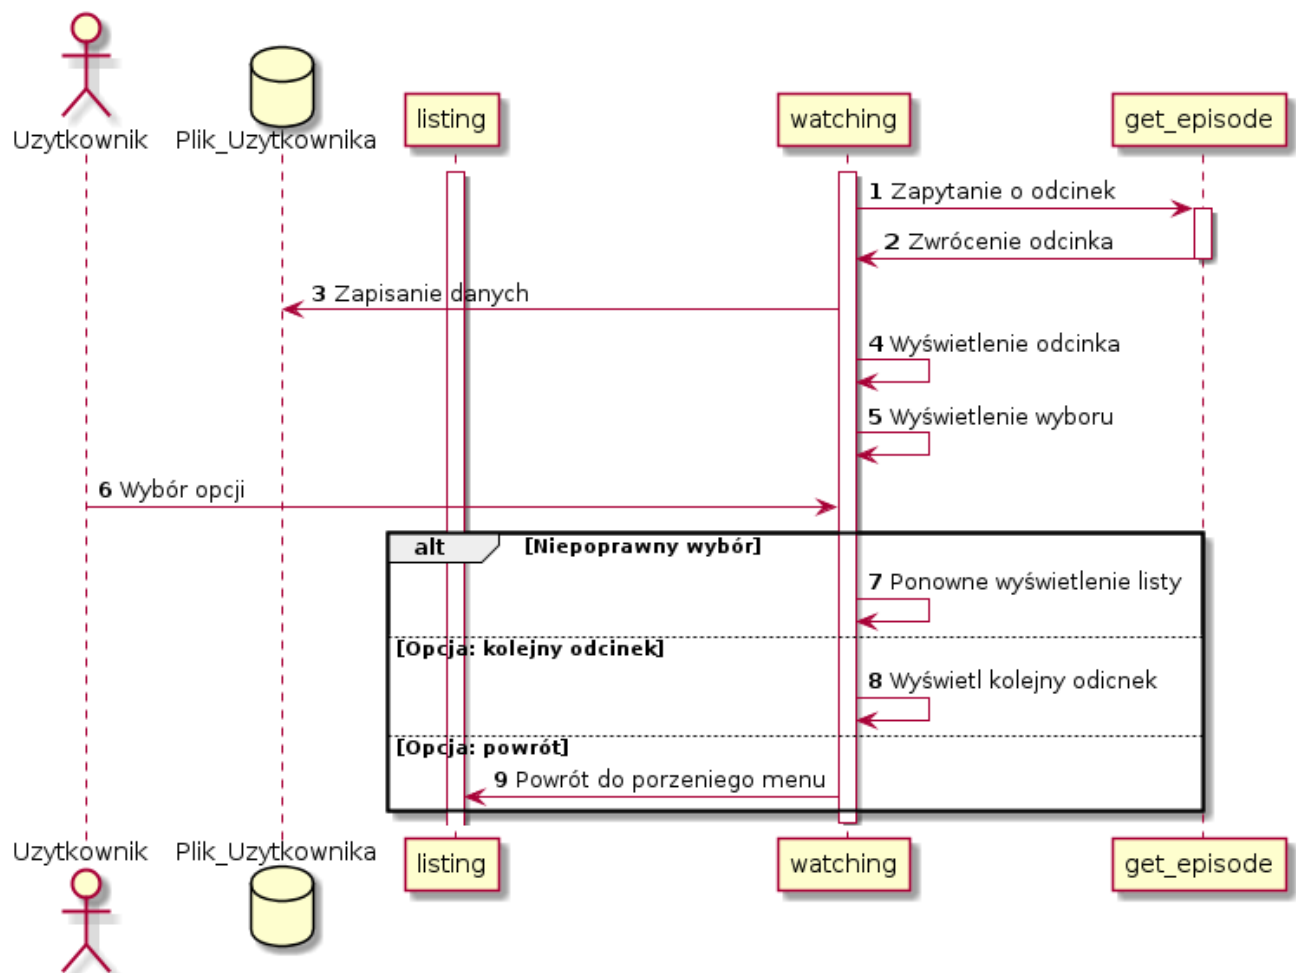 Uzytkownik
Plik_Uzytkownika
listing
watching
get_episode
1 Zapytanie o odcinek
2 Zwrócenie odcinka
3 Zapisanie danych
4 Wyświetlenie odcinka
5 Wyświetlenie wyboru
6 Wybór opcji
alt [Niepoprawny wybór]
7 Ponowne wyświetlenie listy
[Opcja: kolejny odcinek]
8 Wyświetl kolejny odicnek
[Opcja: powrót]
9 Powrót do porzeniego menu
Uzytkownik
Plik_Uzytkownika
listing
watching
get_episode